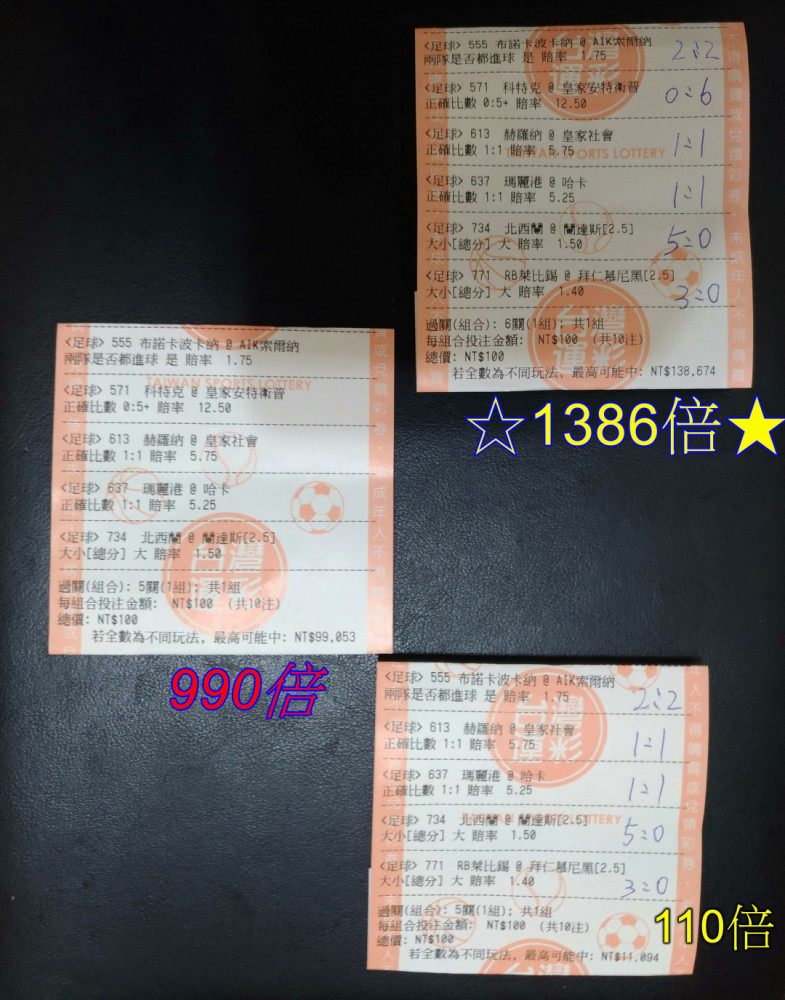 <足球> 555 布諾卡波卡納 @ AIK索爾納
兩隊是否都進球 是 賠率 1.75
2:2
<足球> 571 科特克 @ 皇家安特衛普
正確比數 0:5+ 賠率 12.50
0:6
<足球> 613 赫羅納 @ 皇家社會
正確比數 1:1 賠率 5.75
1:1
TAIWAN SPORTS LOTTERY
<足球> 637 瑪麗港 @ 哈卡
正確比數 1:1 賠率 5.25
1:1
<足球> 734 北西蘭 @ 蘭達斯[2.5]
大小[總分] 大 賠率 1.50
5:0
<足球> 771 RB萊比錫 @ 拜仁慕尼黑[2.5]
大小[總分] 大 賠率 1.40
3:0
過關(組合): 6關(1組); 共1組
每組合投注金額: NT$100 (共10注)
總價: NT$100
若全數為不同玩法, 最高可能中: NT$138,674
☆1386倍★
<足球> 555 布諾卡波卡納 @ AIK索爾納
兩隊是否都進球 是 賠率 1.75
TAIWAN SPORTS LOTTERY
<足球> 571 科特克 @ 皇家安特衛普
正確比數 0:5+ 賠率 12.50
<足球> 613 赫羅納 @ 皇家社會
正確比數 1:1 賠率 5.75
<足球> 637 瑪麗港 @ 哈卡
正確比數 1:1 賠率 5.25
<足球> 734 北西蘭 @ 蘭達斯[2.5]
大小[總分] 大 賠率 1.50
台灣運彩
過關(組合): 5關(1組); 共1組
每組合投注金額: NT$100 (共10注)
總價: NT$100
若全數為不同玩法, 最高可能中: NT$99,053
990倍
<足球> 555 布諾卡波卡納 @ AIK索爾納
兩隊是否都進球 是 賠率 1.75
2:2
<足球> 613 赫羅納 @ 皇家社會
正確比數 1:1 賠率 5.75
1:1
<足球> 637 瑪麗港 @ 哈卡
正確比數 1:1 賠率 5.25
1:1
<足球> 734 北西蘭 @ 蘭達斯[2.5]
大小[總分] 大 賠率 1.50
5:0
<足球> 771 RB萊比錫 @ 拜仁慕尼黑[2.5]
大小[總分] 大 賠率 1.40
3:0
過關(組合): 5關(1組); 共1組
每組合投注金額: NT$100 (共10注)
總價: NT$100
若全數為不同玩法, 最高可能中: NT$11,094
110倍